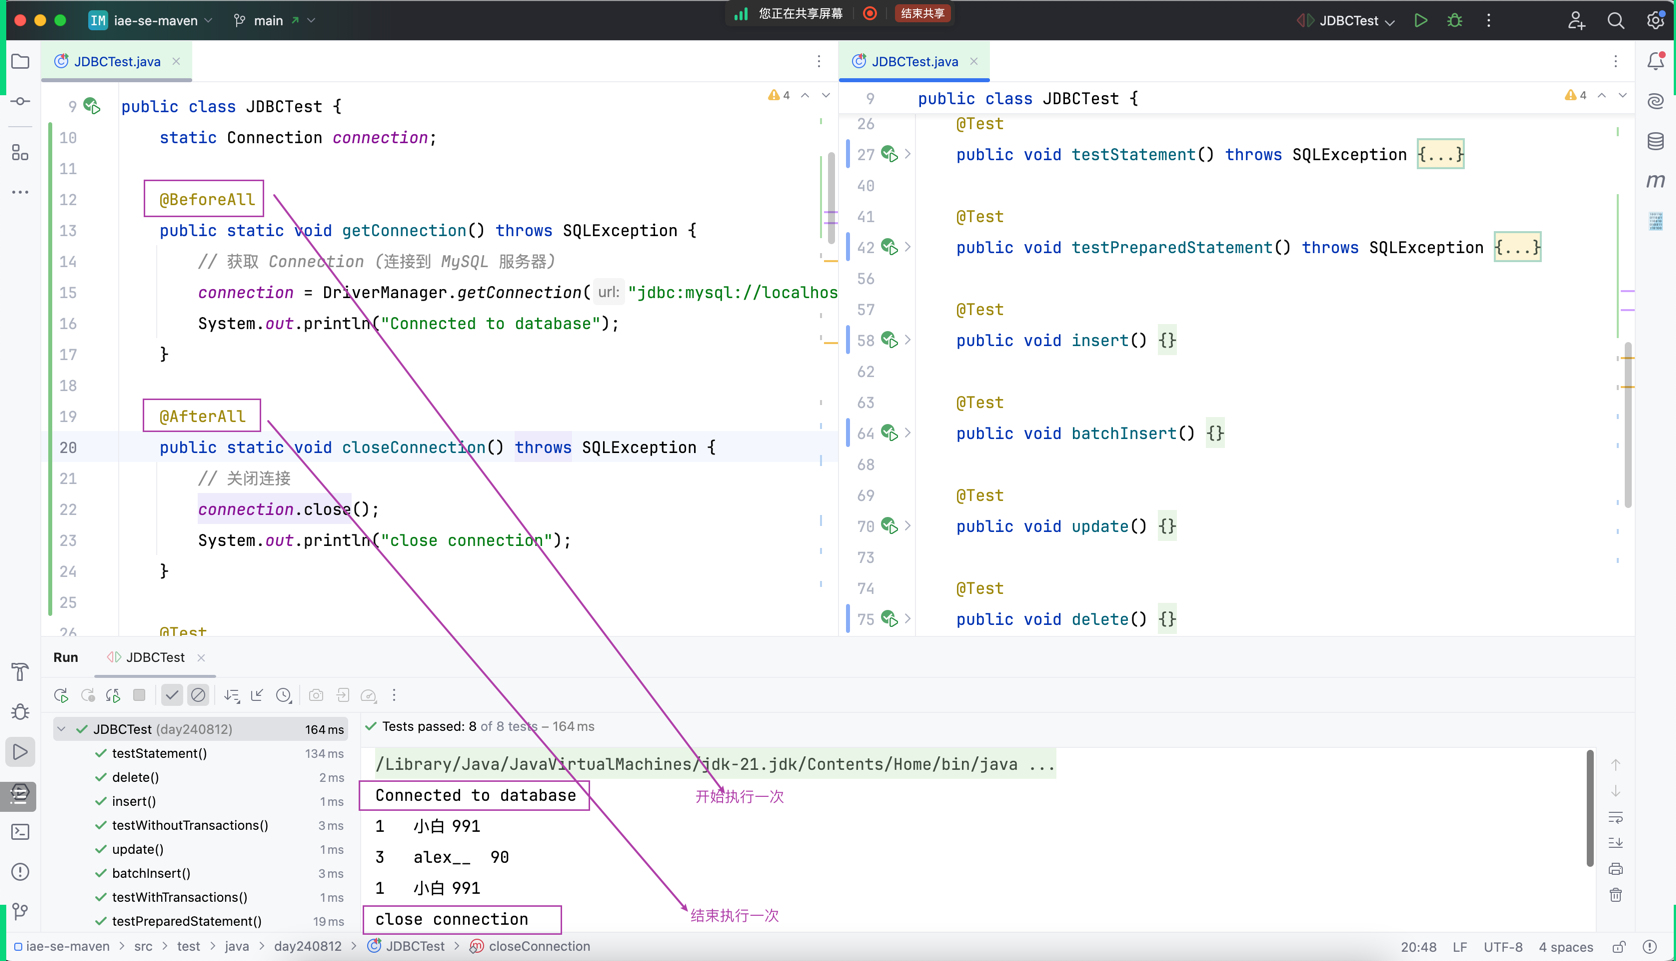 IM iae-se-maven
main
您正在共享屏幕
结束共享
JDBCTest
JDBCTest.java
4
9 public class JDBCTest {
10 static Connection connection;
11
12 @BeforeAll
13 public static void getConnection() throws SQLException {
14 // 获取 Connection (连接到 MySQL 服务器)
15 connection = DriverManager.getConnection( url: "jdbc:mysql://localhos
16 System.out.println("Connected to database");
17 }
18
19 @AfterAll
20 public static void closeConnection() throws SQLException {
21 // 关闭连接
22 connection.close();
23 System.out.println("close connection");
24 }
25
26 @Test
JDBCTest.java
4
9 public class JDBCTest {
26 @Test
27 public void testStatement() throws SQLException {...}
40
41 @Test
42 public void testPreparedStatement() throws SQLException {...}
56
57 @Test
58 public void insert() {}
62
63 @Test
64 public void batchInsert() {}
68
69 @Test
70 public void update() {}
73
74 @Test
75 public void delete() {}
m
Run
JDBCTest
JDBCTest (day240812) 164 ms
testStatement() 134 ms
delete() 2 ms
insert() 1 ms
testWithoutTransactions() 3 ms
update() 1 ms
batchInsert() 3 ms
testWithTransactions() 1 ms
testPreparedStatement() 19 ms
Tests passed: 8 of 8 tests – 164 ms
/Library/Java/JavaVirtualMachines/jdk-21.jdk/Contents/Home/bin/java ...
Connected to database
开始执行一次
1 小白 991
3 alex__ 90
1 小白 991
close connection
结束执行一次
iae-se-maven > src > test > java > day240812 > JDBCTest > closeConnection
20:48 LF UTF-8 4 spaces